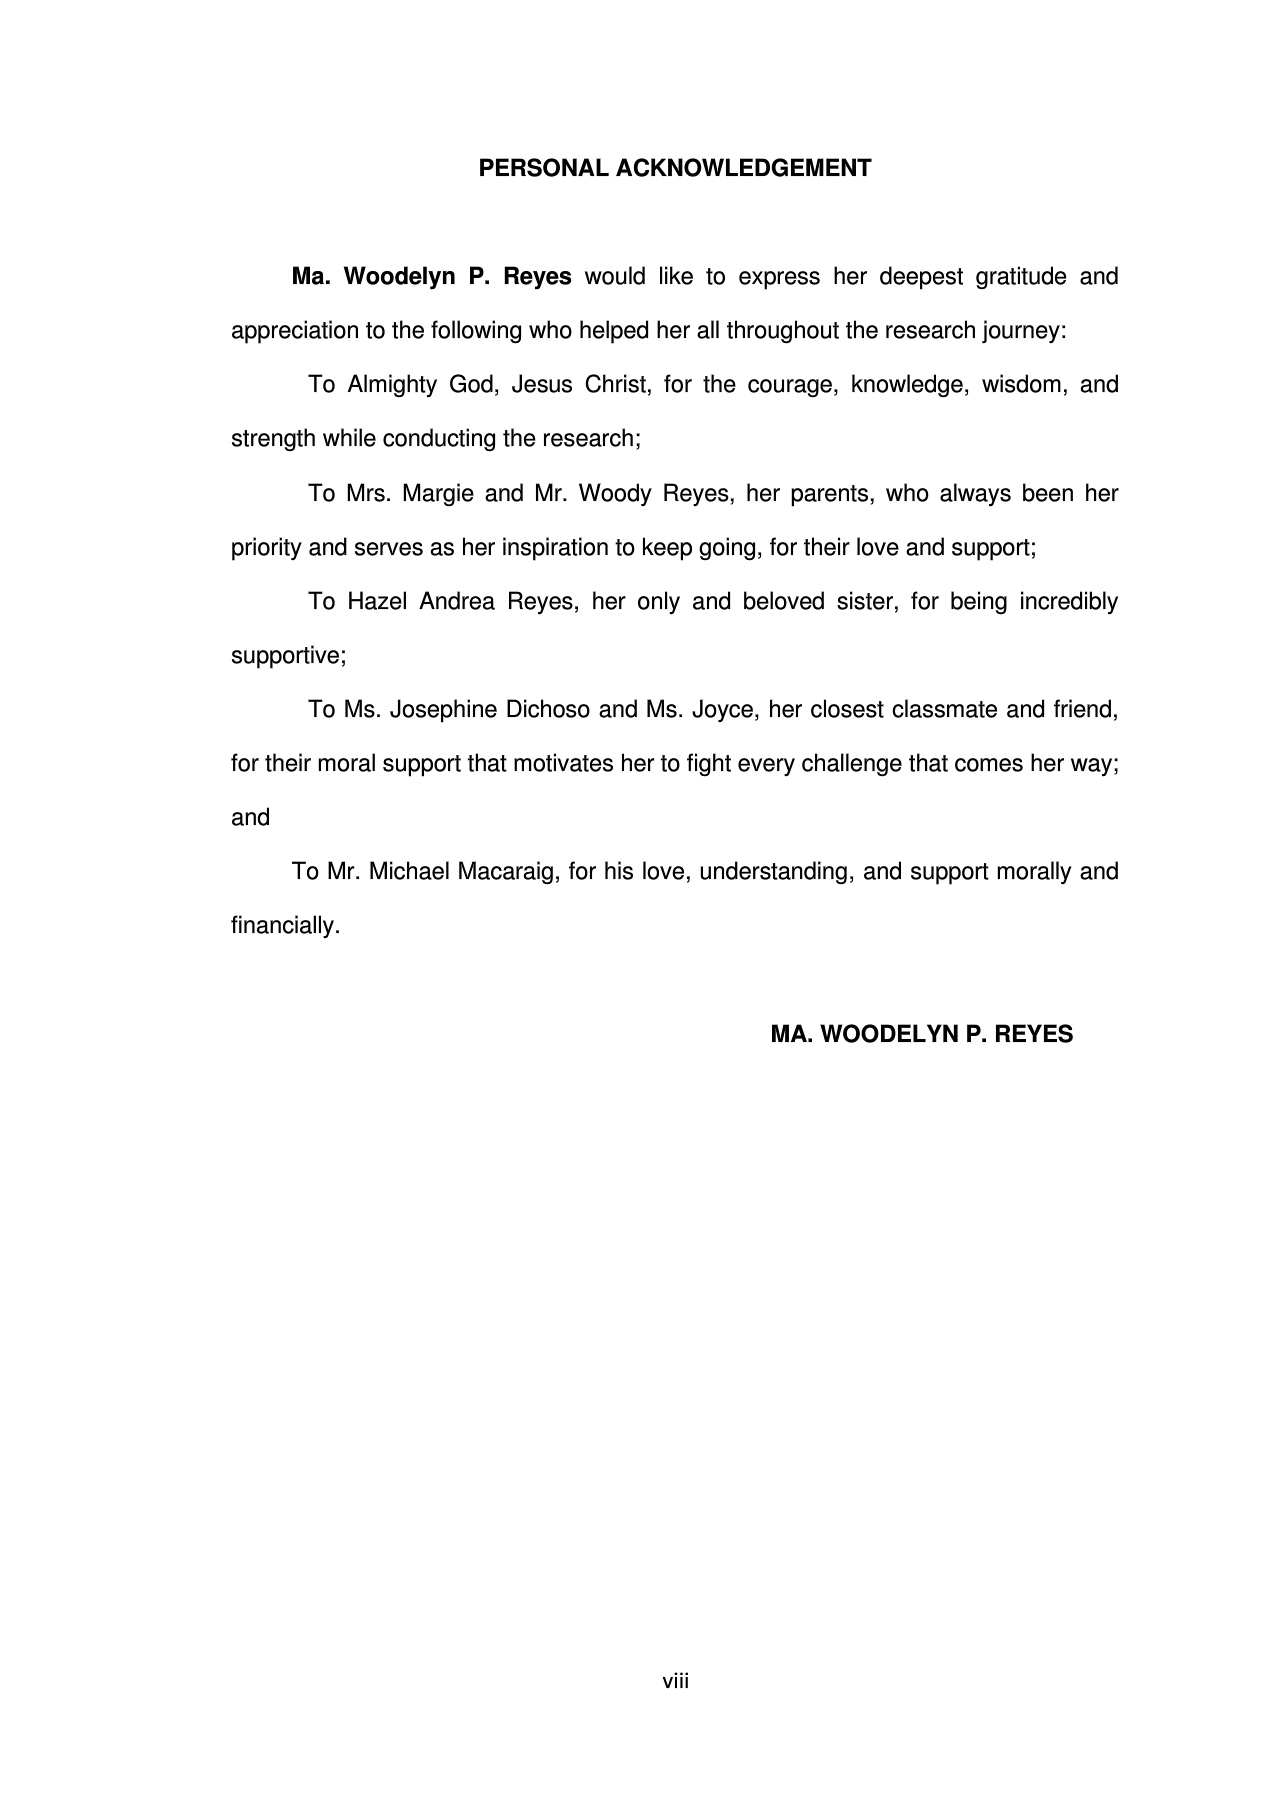 PERSONAL ACKNOWLEDGEMENT
Ma. Woodelyn P. Reyes would like to express her deepest gratitude and
appreciation to the following who helped her all throughout the research journey:
To Almighty God, Jesus Christ, for the courage, knowledge, wisdom, and
strength while conducting the research;
To Mrs. Margie and Mr. Woody Reyes, her parents, who always been her
priority and serves as her inspiration to keep going, for their love and support;
To Hazel Andrea Reyes, her only and beloved sister, for being incredibly
supportive;
To Ms. Josephine Dichoso and Ms. Joyce, her closest classmate and friend,
for their moral support that motivates her to fight every challenge that comes her way;
and
To Mr. Michael Macaraig, for his love, understanding, and support morally and
financially.
MA. WOODELYN P. REYES
viii